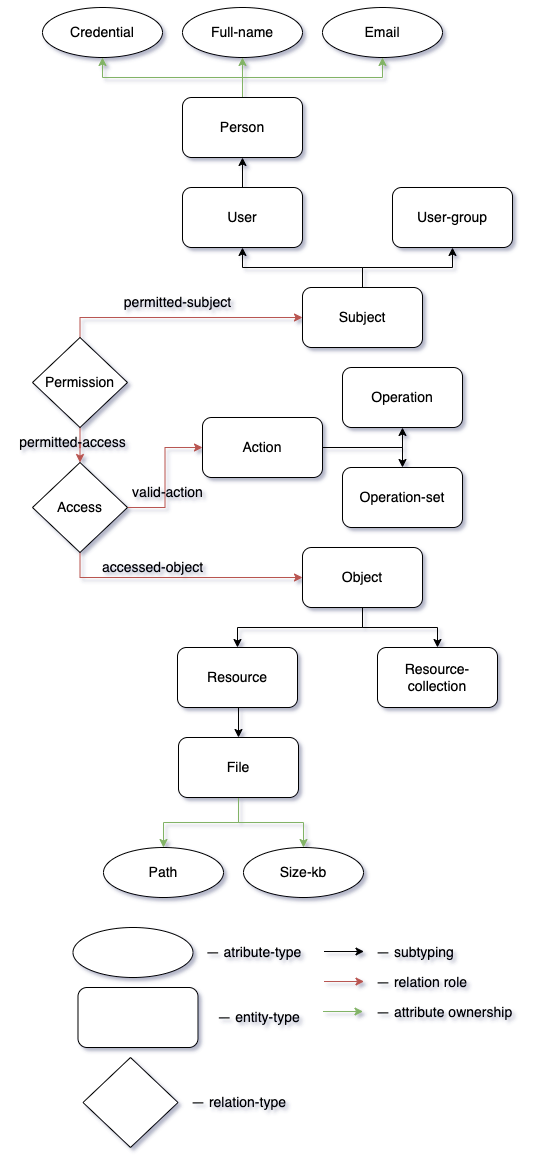 Credential
Full-name
Email
Person
User
User-group
permitted-subject
Subject
Permission
Operation
permitted-access
Action
valid-action
Access
Operation-set
accessed-object
Object
Resource
Resource-
collection
File
Path
Size-kb
— atribute-type
— subtyping
— relation role
— entity-type
— attribute ownership
— relation-type